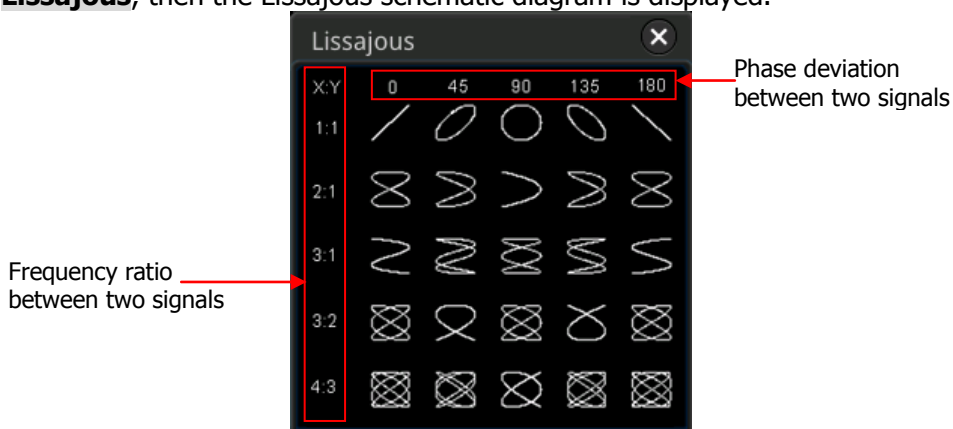 Lissajous, then the Lissajous schematic diagram is displayed.
Lissajous
X:Y 0 45 90 135 180
Phase deviation
between two signals
1:1
2:1
3:1
Frequency ratio
between two signals
3:2
4:3